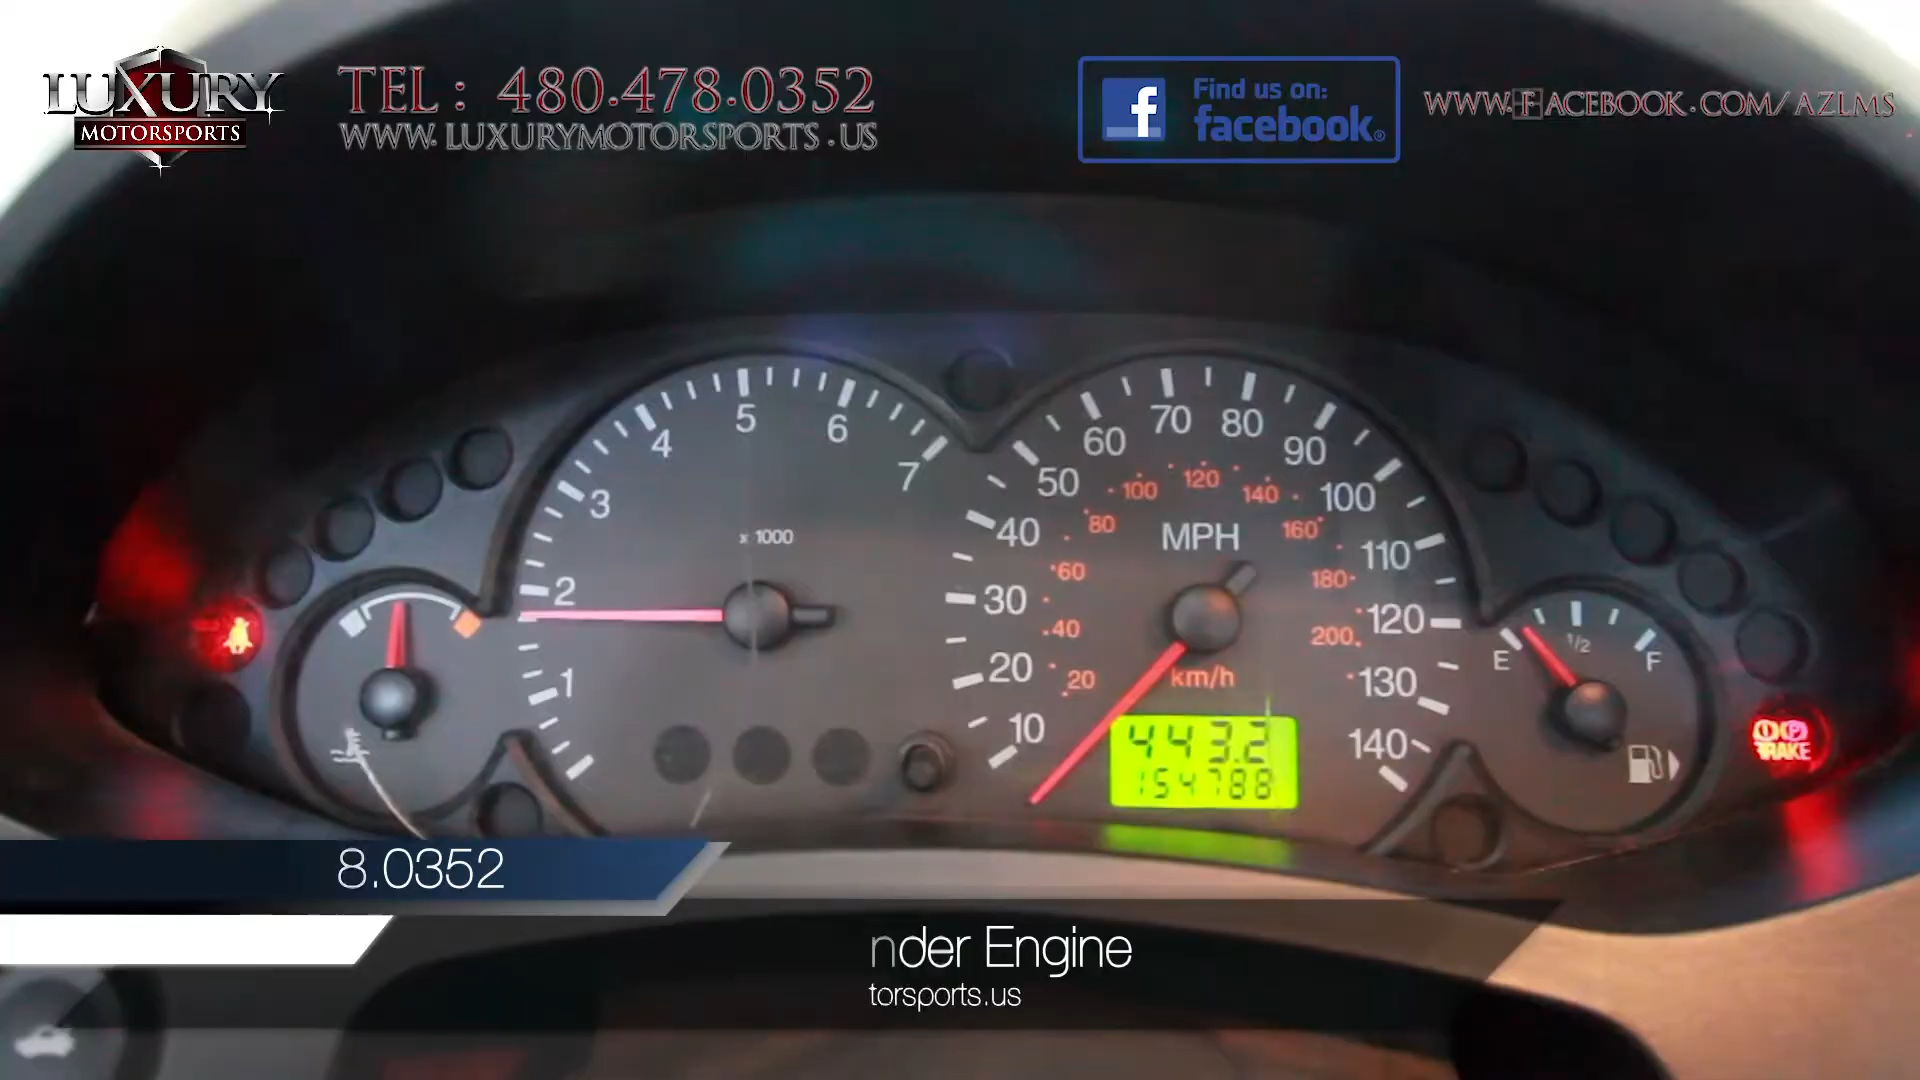 LUXURY
MOTORSPORTS
TEL : 480.478.0352
WWW.LUXURYMOTORSPORTS.US
f
Find us on:
facebook®
WWW.FACEBOOK.COM/AZLMS
1
2
3
4
5
6
7
x 1000
10
20
30
40
50
60
70
80
90
100
110
120
130
140
MPH
20
40
60
80
100
120
140
160
180
200
km/h
443.2
154788
E
1/2
F
BRAKE
8.0352
nder Engine
torsports.us